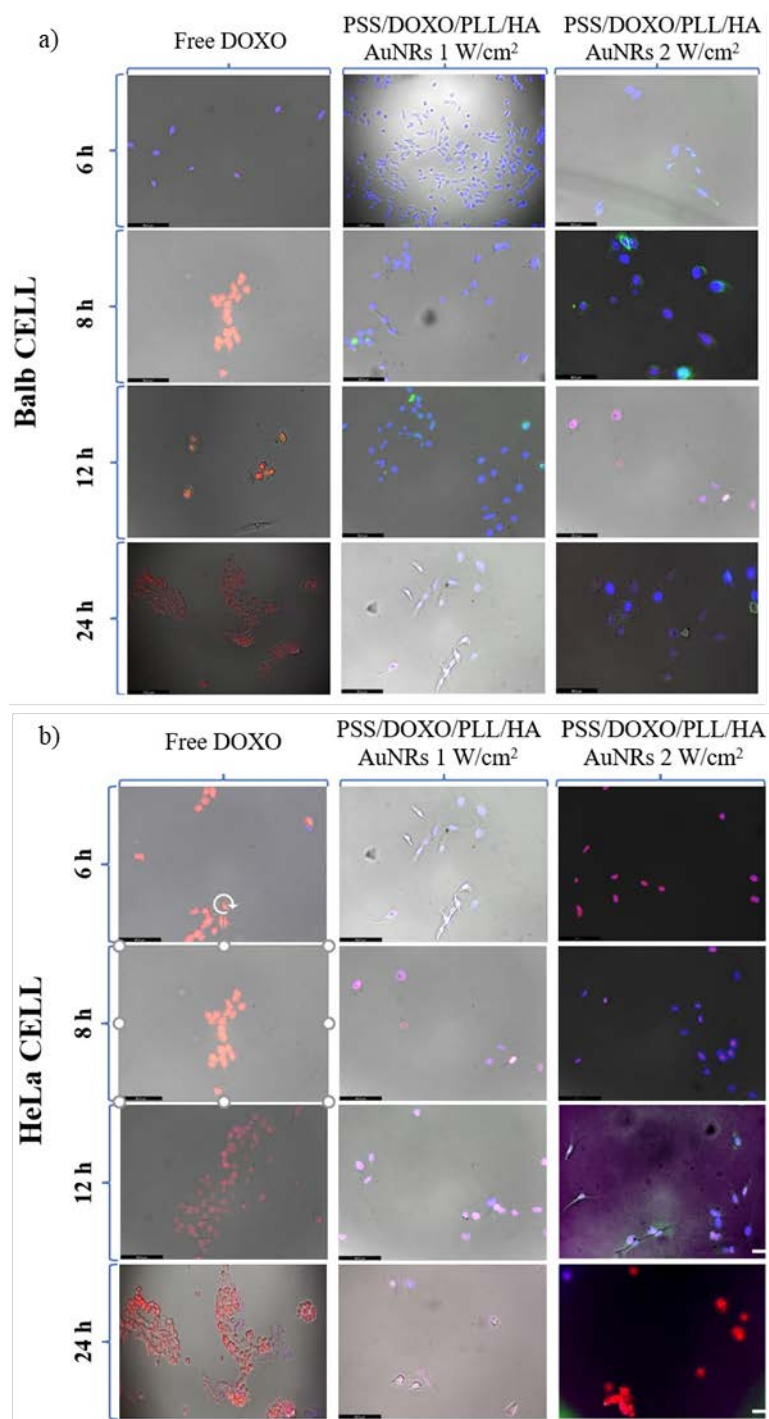 a)
Free DOXO
PSS/DOXO/PLL/HA
AuNRs 1 W/cm²
PSS/DOXO/PLL/HA
AuNRs 2 W/cm²
Balb CELL
6 h
8 h
12 h
24 h
b)
Free DOXO
PSS/DOXO/PLL/HA
AuNRs 1 W/cm²
PSS/DOXO/PLL/HA
AuNRs 2 W/cm²
HeLa CELL
6 h
8 h
12 h
24 h